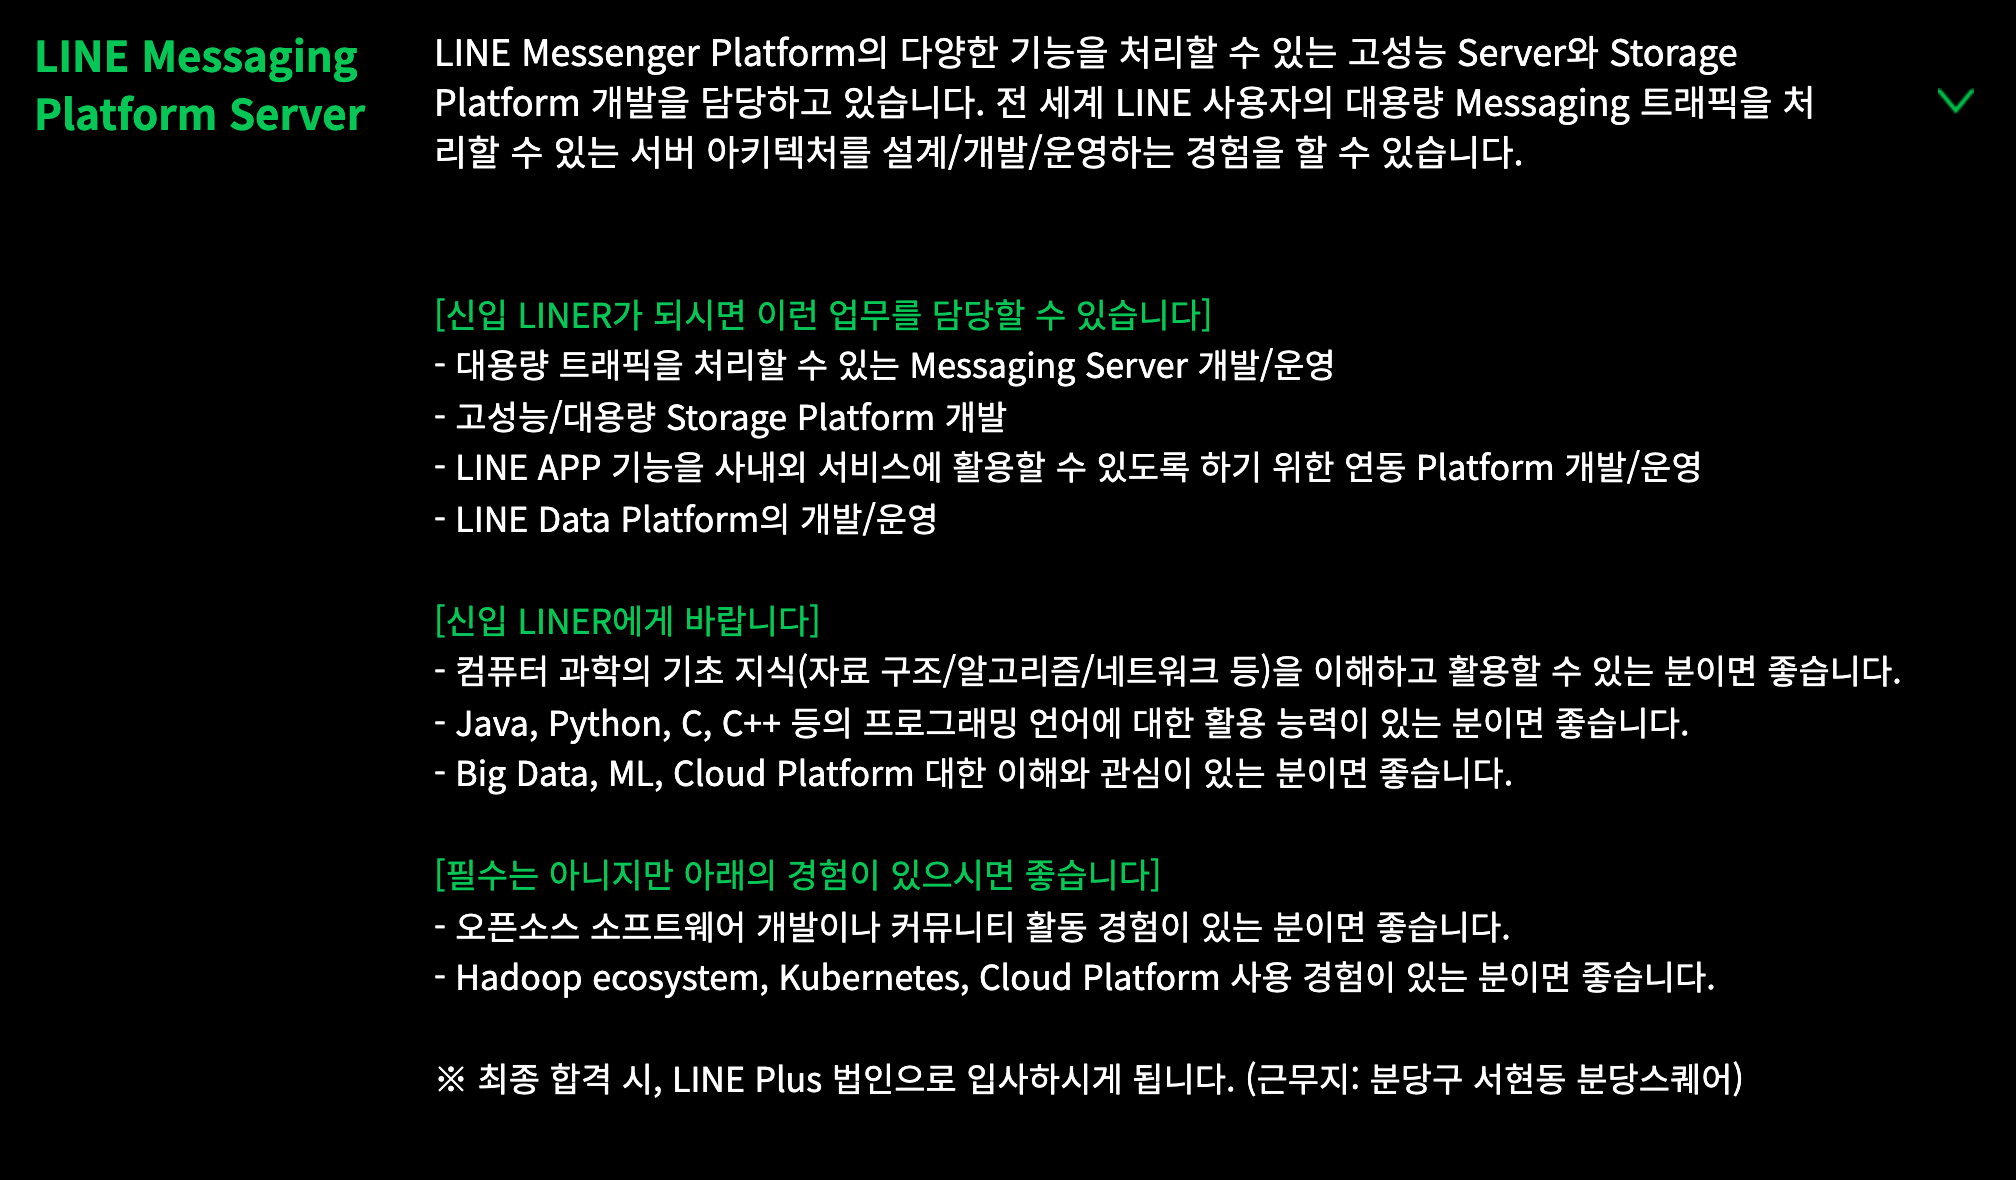 LINE Messaging
Platform Server
LINE Messenger Platform의 다양한 기능을 처리할 수 있는 고성능 Server와 Storage
Platform 개발을 담당하고 있습니다. 전 세계 LINE 사용자의 대용량 Messaging 트래픽을 처
리할 수 있는 서버 아키텍처를 설계/개발/운영하는 경험을 할 수 있습니다.
[신입 LINER가 되시면 이런 업무를 담당할 수 있습니다]
- 대용량 트래픽을 처리할 수 있는 Messaging Server 개발/운영
- 고성능/대용량 Storage Platform 개발
- LINE APP 기능을 사내외 서비스에 활용할 수 있도록 하기 위한 연동 Platform 개발/운영
- LINE Data Platform의 개발/운영
[신입 LINER에게 바랍니다]
- 컴퓨터 과학의 기초 지식(자료 구조/알고리즘/네트워크 등)을 이해하고 활용할 수 있는 분이면 좋습니다.
- Java, Python, C, C++ 등의 프로그래밍 언어에 대한 활용 능력이 있는 분이면 좋습니다.
- Big Data, ML, Cloud Platform 대한 이해와 관심이 있는 분이면 좋습니다.
[필수는 아니지만 아래의 경험이 있으시면 좋습니다]
- 오픈소스 소프트웨어 개발이나 커뮤니티 활동 경험이 있는 분이면 좋습니다.
- Hadoop ecosystem, Kubernetes, Cloud Platform 사용 경험이 있는 분이면 좋습니다.
※ 최종 합격 시, LINE Plus 법인으로 입사하시게 됩니다. (근무지: 분당구 서현동 분당스퀘어)